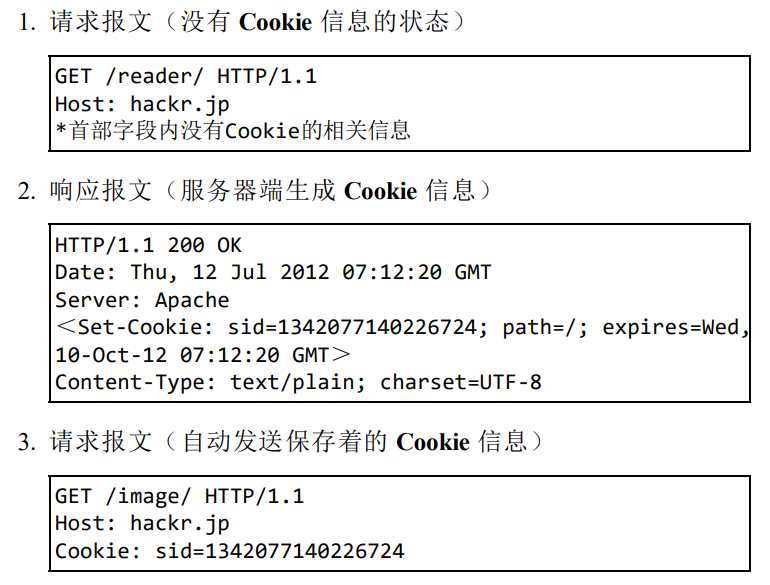 1. 请求报文（没有 Cookie 信息的状态）
GET /reader/ HTTP/1.1
Host: hackr.jp
*首部字段内没有Cookie的相关信息
2. 响应报文（服务器端生成 Cookie 信息）
HTTP/1.1 200 OK
Date: Thu, 12 Jul 2012 07:12:20 GMT
Server: Apache
＜Set-Cookie: sid=1342077140226724; path=/; expires=Wed,
10-Oct-12 07:12:20 GMT＞
Content-Type: text/plain; charset=UTF-8
3. 请求报文（自动发送保存着的 Cookie 信息）
GET /image/ HTTP/1.1
Host: hackr.jp
Cookie: sid=1342077140226724